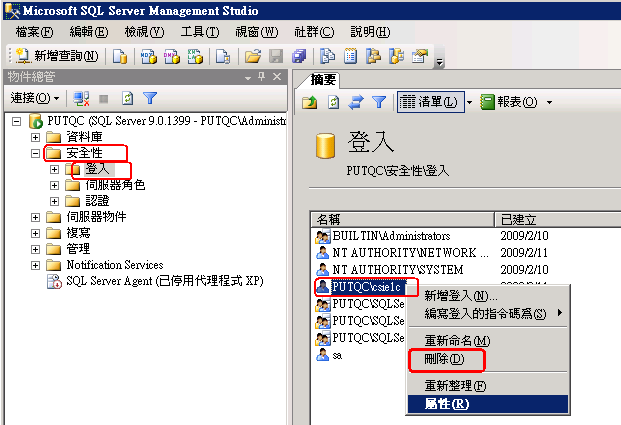 Microsoft SQL Server Management Studio
檔案(F) 編輯(E) 檢視(V) 工具(T) 視窗(W) 社群(C) 說明(H)
新增查詢(N)
物件總管
連接(O)
PUTQC (SQL Server 9.0.1399 - PUTQC\Administr
資料庫
安全性
登入
伺服器角色
認證
伺服器物件
複寫
管理
Notification Services
SQL Server Agent (已停用代理程式 XP)
摘要
清單(L) 報表(O)
登入
PUTQC\安全性\登入
名稱 已建立
BUILTIN\Administrators 2009/2/10
NT AUTHORITY\NETWORK ... 2009/2/11
NT AUTHORITY\SYSTEM 2009/2/10
PUTQC\csie1c
PUTQC\SQLSe
PUTQC\SQLSe
PUTQC\SQLSe
sa
新增登入(N)...
編寫登入的指令碼為(S)
重新命名(M)
刪除(D)
重新整理(F)
屬性(R)